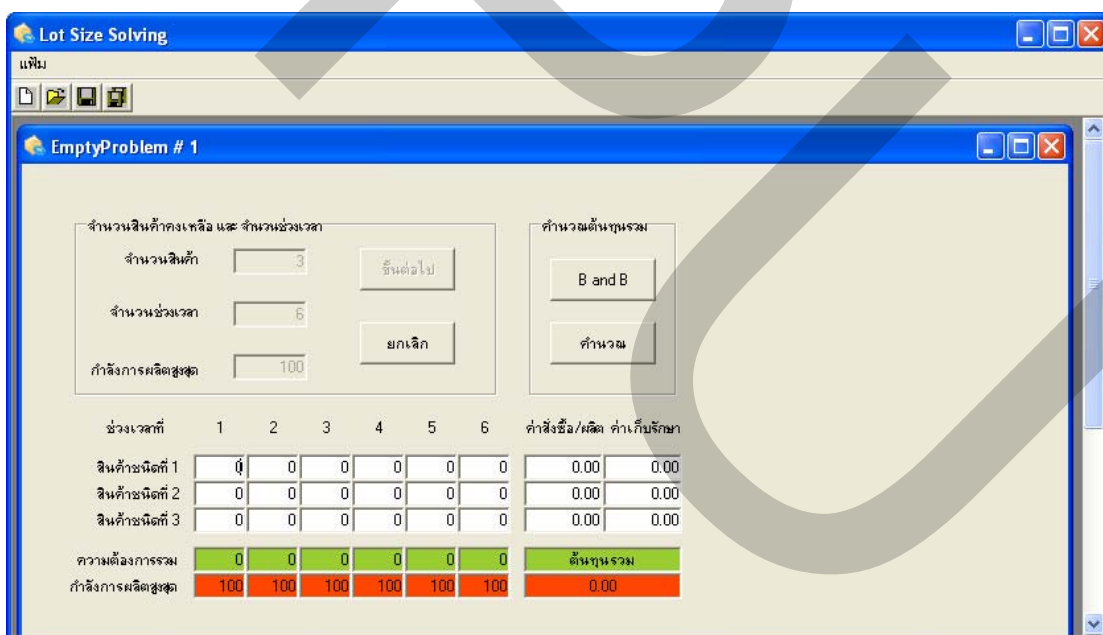 Lot Size Solving
แฟ้ม
EmptyProblem # 1
จำนวนสินค้าคงเหลือ และ จำนวนช่วงเวลา
คำนวณต้นทุนรวม
จำนวนสินค้า 3 ขั้นต่อไป
B and B
จำนวนช่วงเวลา 6
ยกเลิก คำนวณ
กำลังการผลิตสูงสุด 100
ช่วงเวลาที่ 1 2 3 4 5 6 ค่าสั่งซื้อ/ผลิต ค่าเก็บรักษา
สินค้าชนิดที่ 1 0 0 0 0 0 0 0.00 0.00
สินค้าชนิดที่ 2 0 0 0 0 0 0 0.00 0.00
สินค้าชนิดที่ 3 0 0 0 0 0 0 0.00 0.00
ความต้องการรวม 0 0 0 0 0 0 ต้นทุนรวม
กำลังการผลิตสูงสุด 100 100 100 100 100 100 0.00